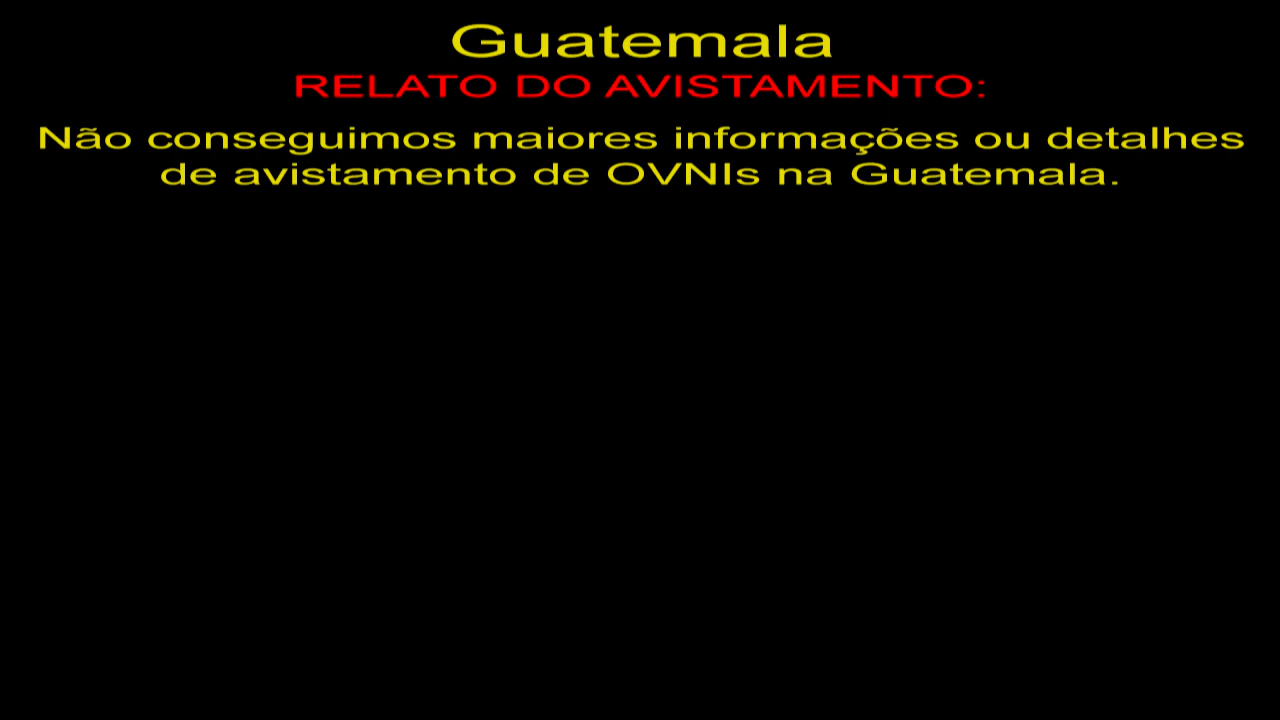 Guatemala
RELATO DO AVISTAMENTO:
Não conseguimos maiores informações ou detalhes
de avistamento de OVNIs na Guatemala.